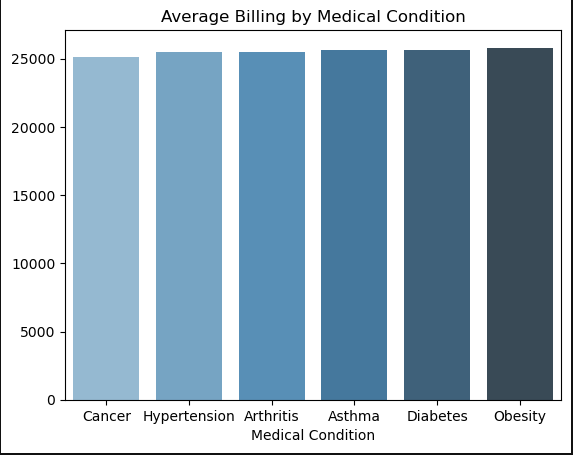 Average Billing by Medical Condition
25000
20000
15000
10000
5000
0
Cancer Hypertension Arthritis Asthma Diabetes Obesity
Medical Condition